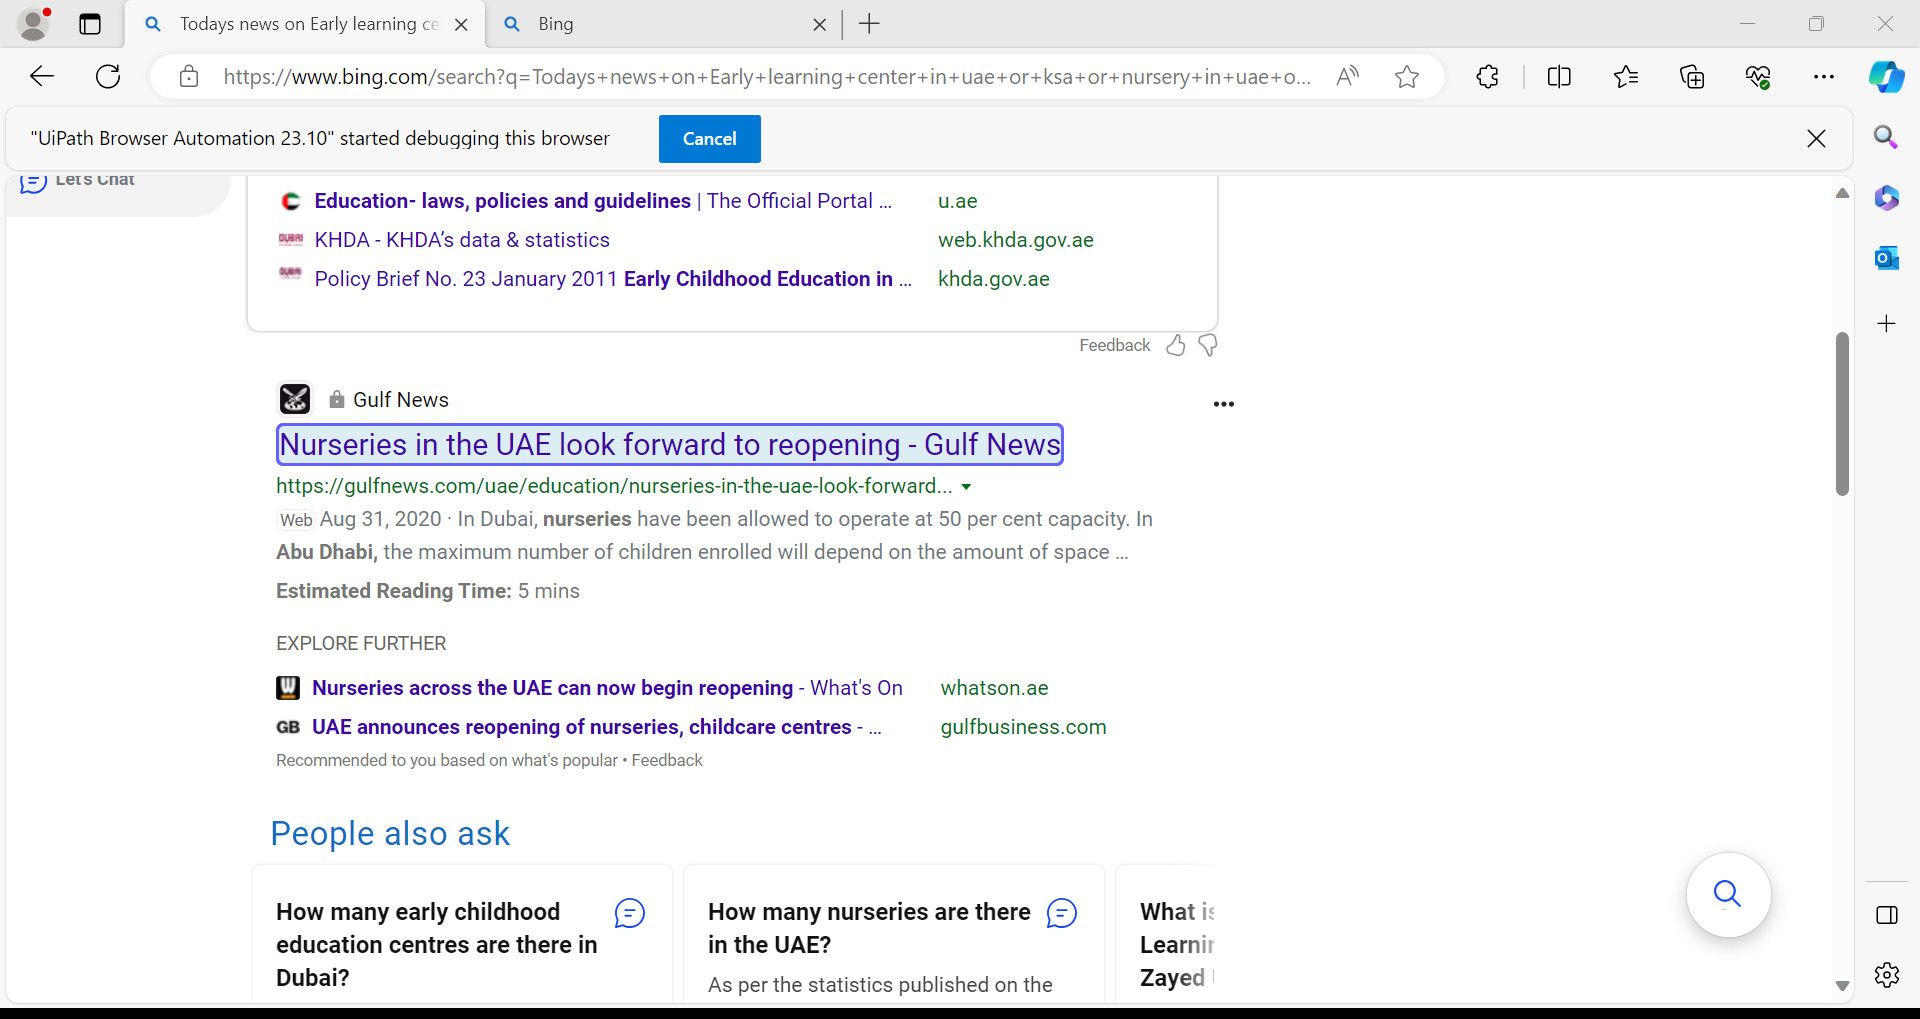 Todays news on Early learning ce
Bing
https://www.bing.com/search?q=Todays+news+on+Early+learning+center+in+uae+or+ksa+or+nursery+in+uae+o...
"UiPath Browser Automation 23.10" started debugging this browser
Cancel
Let's Chat
Education- laws, policies and guidelines | The Official Portal ... u.ae
DUBAI KHDA - KHDA's data & statistics web.khda.gov.ae
DUBAI Policy Brief No. 23 January 2011 Early Childhood Education in ... khda.gov.ae
Feedback
Gulf News
Nurseries in the UAE look forward to reopening - Gulf News
https://gulfnews.com/uae/education/nurseries-in-the-uae-look-forward...
Web Aug 31, 2020 · In Dubai, nurseries have been allowed to operate at 50 per cent capacity. In
Abu Dhabi, the maximum number of children enrolled will depend on the amount of space ...
Estimated Reading Time: 5 mins
EXPLORE FURTHER
W Nurseries across the UAE can now begin reopening - What's On whatson.ae
GB UAE announces reopening of nurseries, childcare centres - ... gulfbusiness.com
Recommended to you based on what's popular • Feedback
People also ask
How many early childhood
education centres are there in
Dubai?
How many nurseries are there
in the UAE?
As per the statistics published on the
What is
Learnin
Zayed